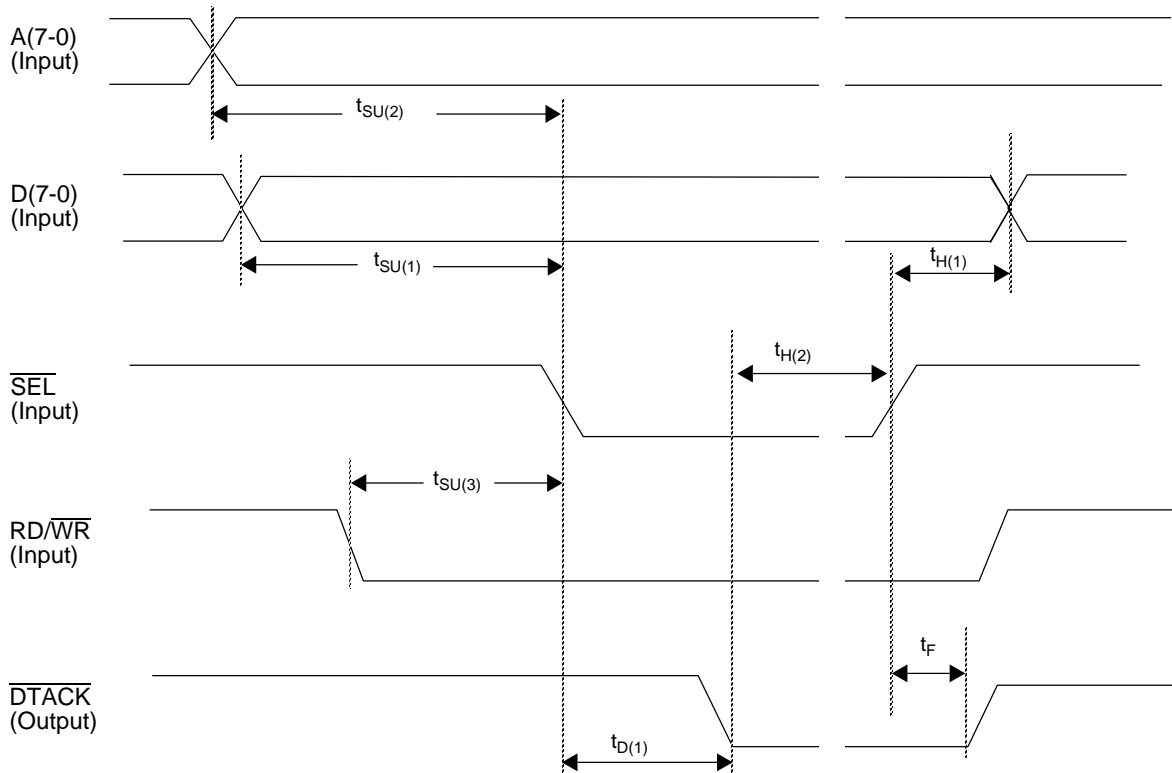 A(7-0)
(Input)
tSU(2)
D(7-0)
(Input)
tSU(1)
tH(1)
tH(2)
SEL
(Input)
tSU(3)
RD/WR
(Input)
tF
DTACK
(Output)
tD(1)